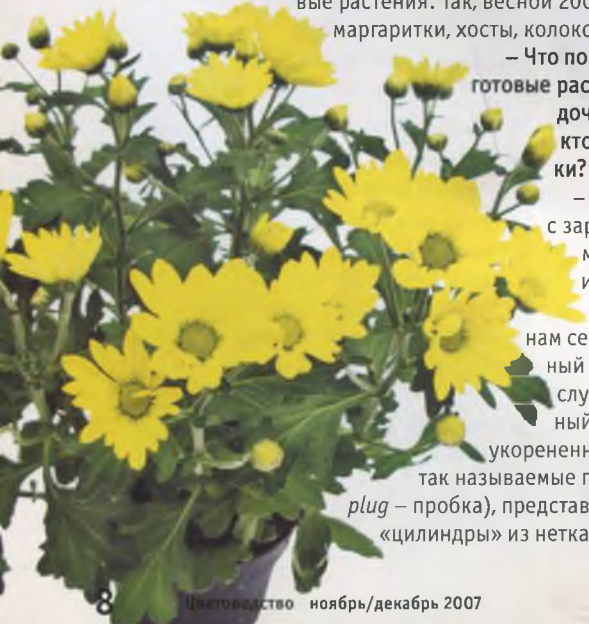 вые растения. Так, весной 200
маргаритки, хосты, колоко
– Что по
готовые рас
доч
кто
ки?
–
с зар
м
и
нам се
ный
слу
ный
укорененн
так называемые п
plug – пробка), представ
«цилиндры» из нетка
8 Цветоводство ноябрь/декабрь 2007